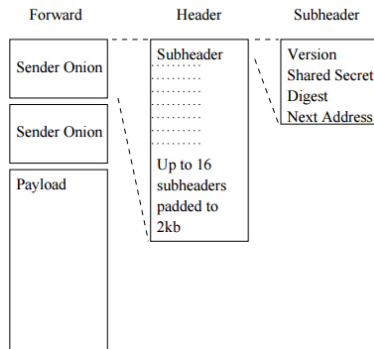 Forward
Header
Subheader
Sender Onion
Sender Onion
Payload
Subheader
Up to 16
subheaders
padded to
2kb
Version
Shared Secret
Digest
Next Address